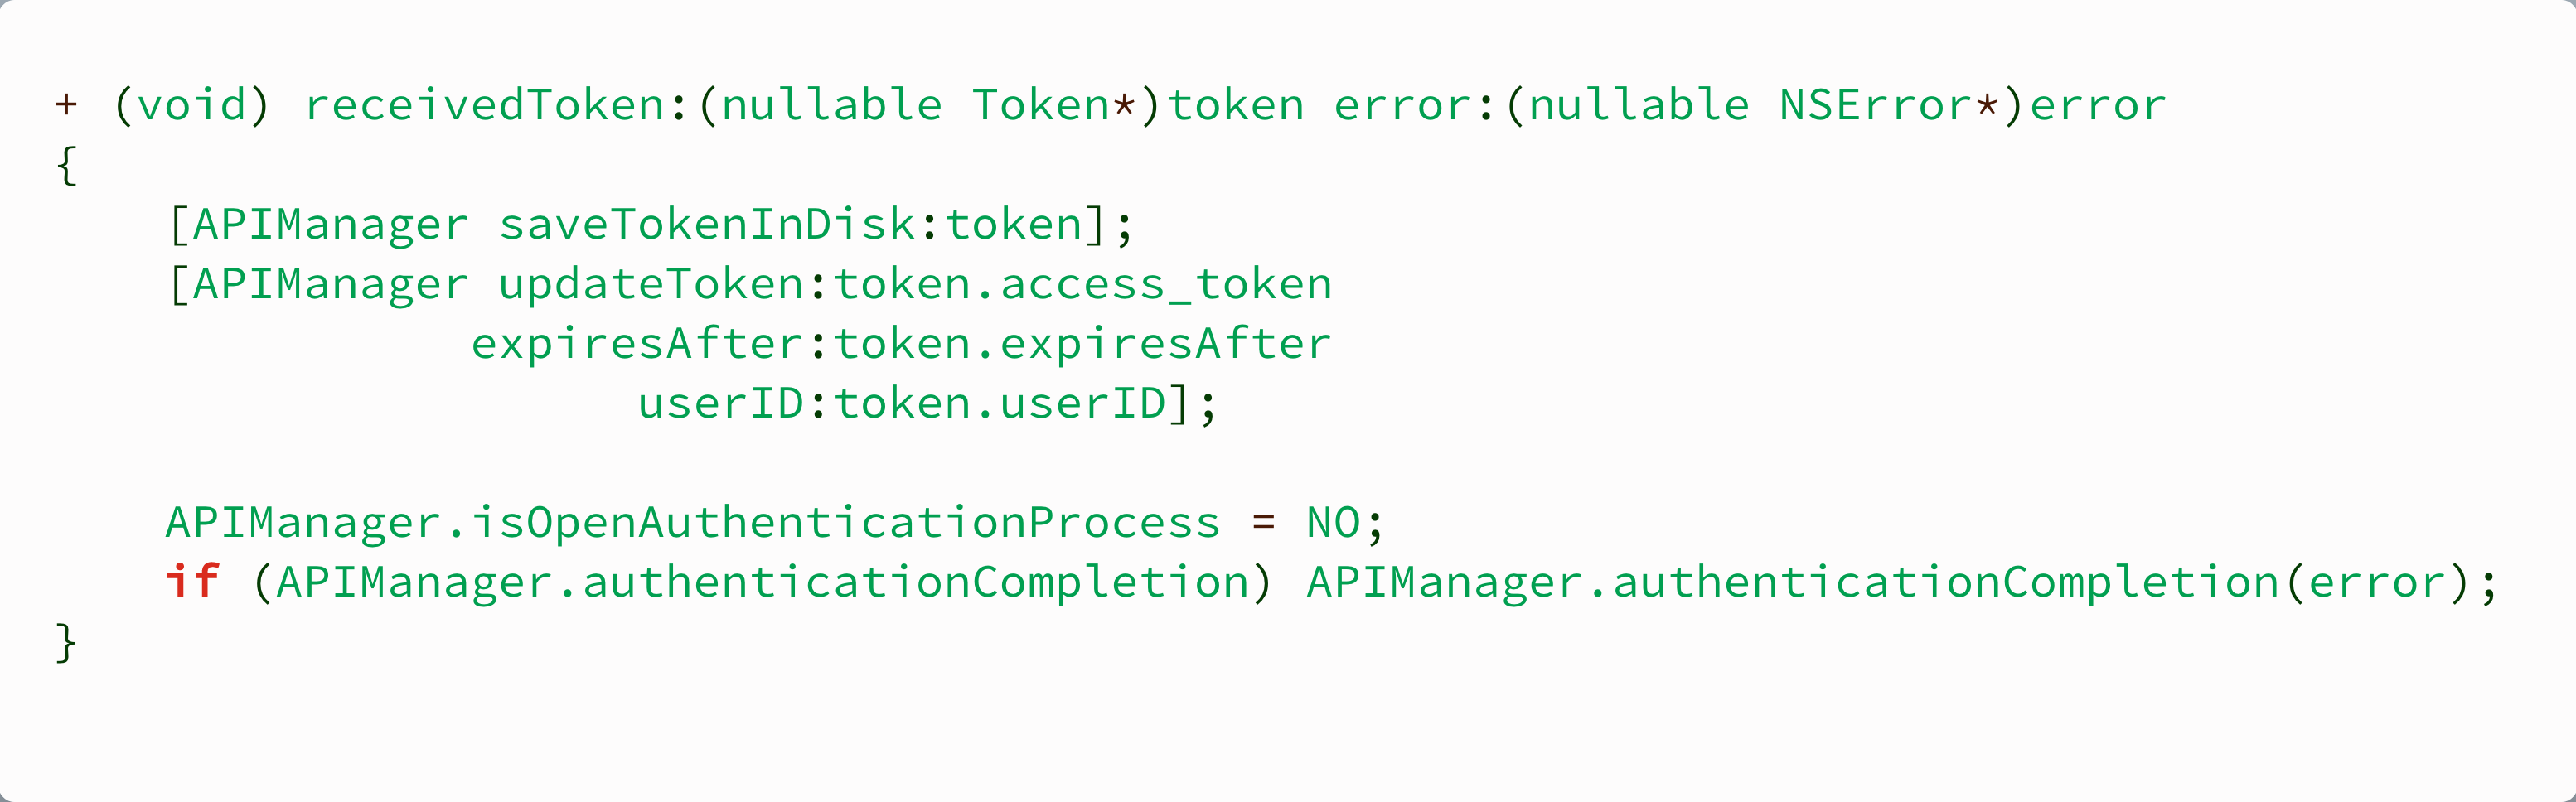 + (void) receivedToken:(nullable Token*)token error:(nullable NSError*)error
{
    [APIManager saveTokenInDisk:token];
    [APIManager updateToken:token.access_token
               expiresAfter:token.expiresAfter
                     userID:token.userID];

    APIManager.isOpenAuthenticationProcess = NO;
    if (APIManager.authenticationCompletion) APIManager.authenticationCompletion(error);
}